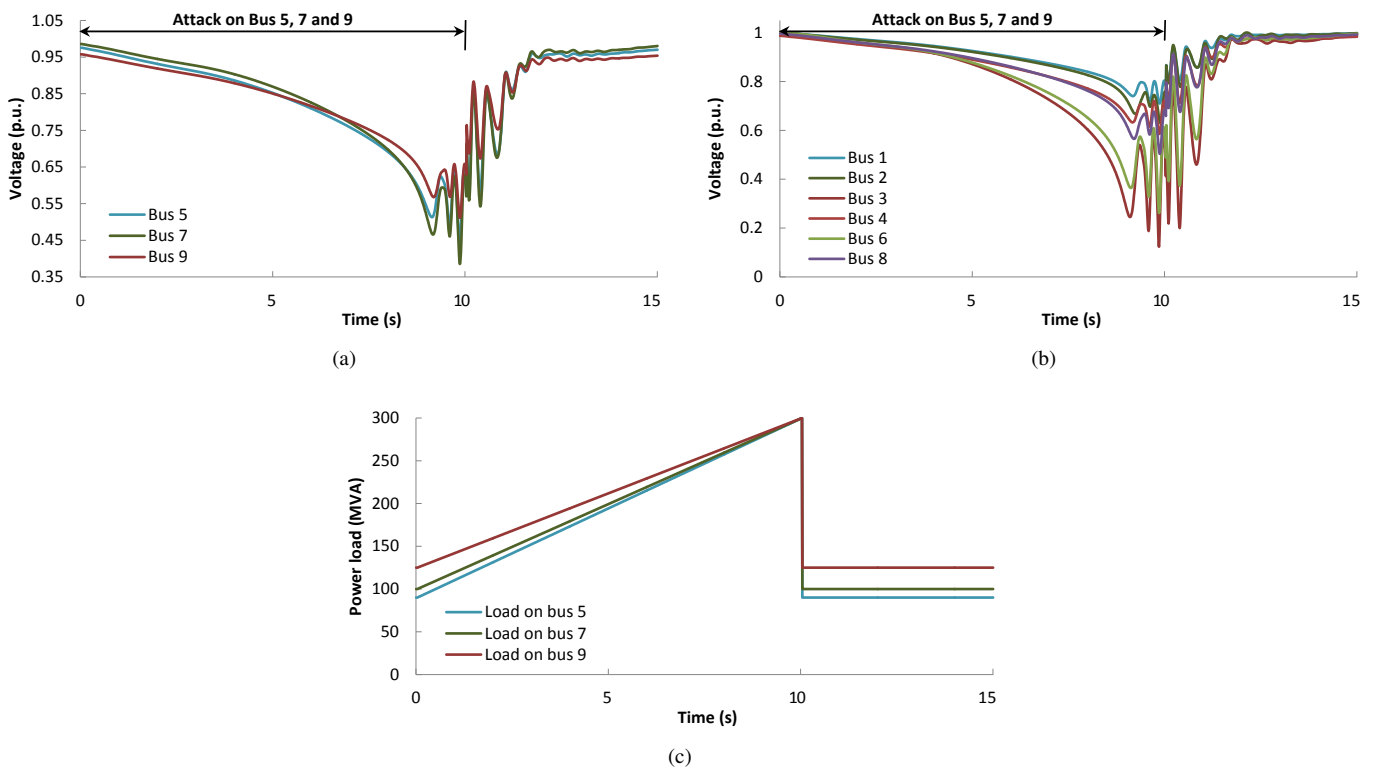 Attack on Bus 5, 7 and 9
1.05
0.95
0.85
0.75
0.65
0.55
0.45
0.35
Voltage (p.u.)
Bus 5
Bus 7
Bus 9
0
5
10
15
Time (s)
(a)
Attack on Bus 5, 7 and 9
1
0.8
0.6
0.4
0.2
0
Voltage (p.u.)
Bus 1
Bus 2
Bus 3
Bus 4
Bus 6
Bus 8
0
5
10
15
Time (s)
(b)
300
250
200
150
100
50
0
Power load (MVA)
Load on bus 5
Load on bus 7
Load on bus 9
0
5
10
15
Time (s)
(c)